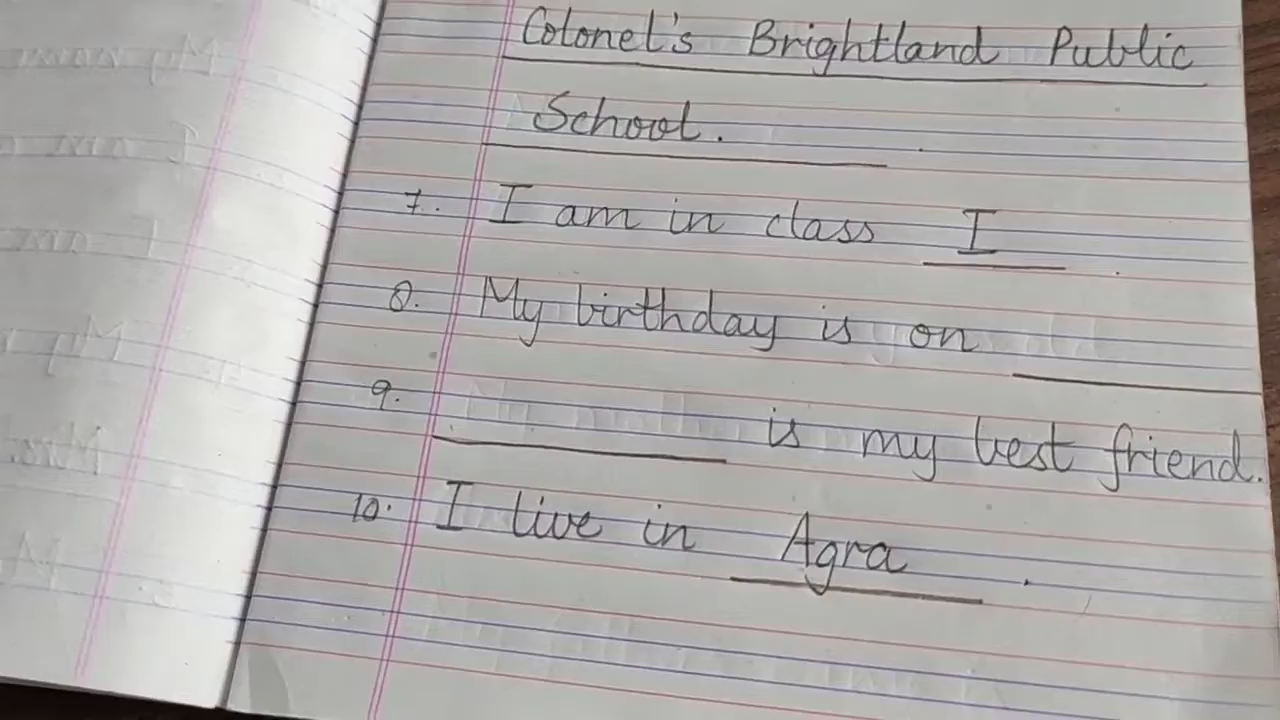 Colonel's Brightland Public
School.
7. I am in class I .
8. My birthday is on
9. is my best friend.
10. I live in Agra .